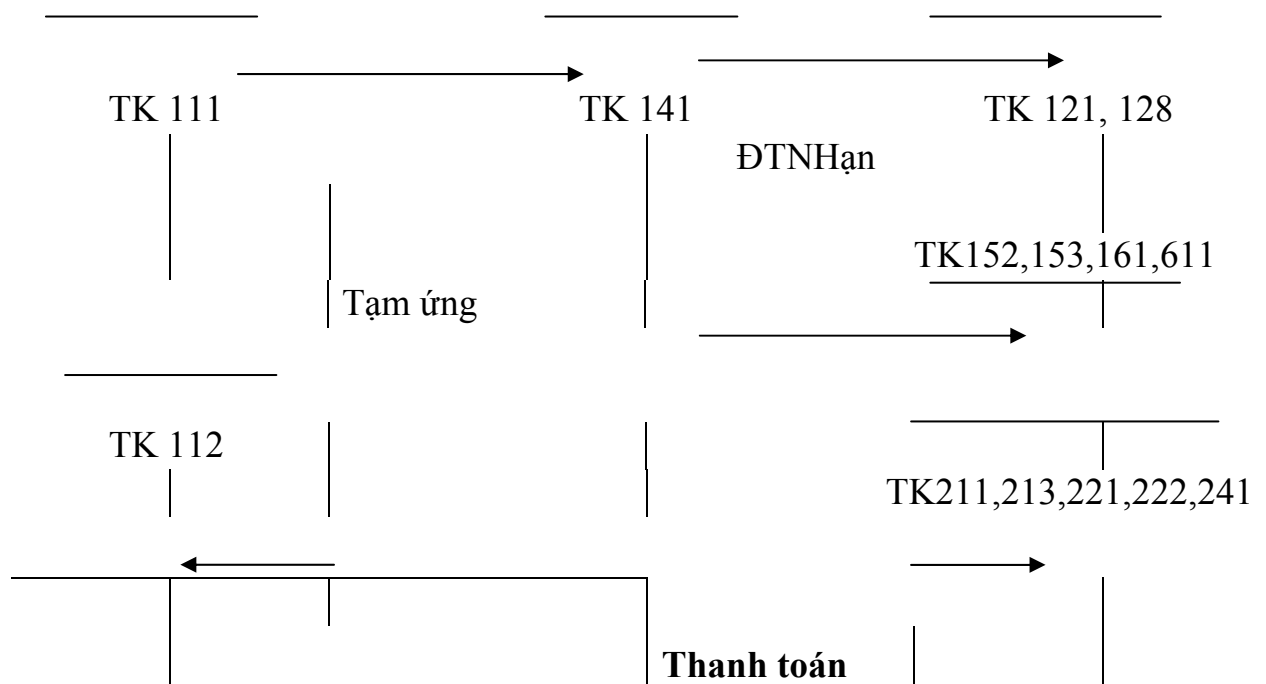 TK 111 TK 141 TK 121, 128
ĐTNHạn
TK152,153,161,611
Tạm ứng
TK 112
TK211,213,221,222,241
Thanh toán